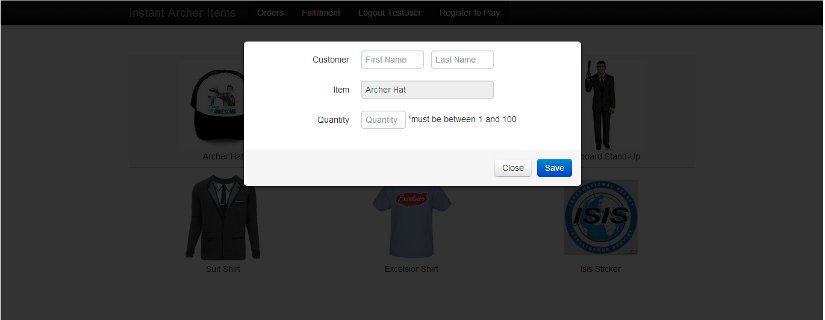 Instant Archer Items Orders Fulfillment Logout TestUser Register to Play
Customer First Name Last Name
Item Archer Hat
Quantity Quantity *must be between 1 and 100
Close Save
Archer Hat
board Stand-Up
Excelsior
ISIS
Suit Shirt Excelsior Shirt Isis Sticker